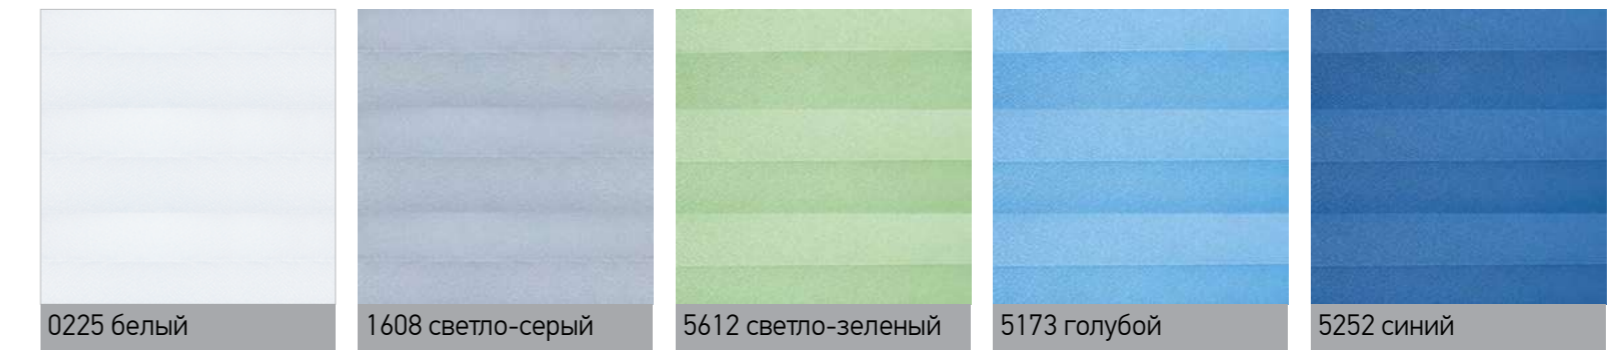 0225 белый
1608 светло-серый
5612 светло-зеленый
5173 голубой
5252 синий